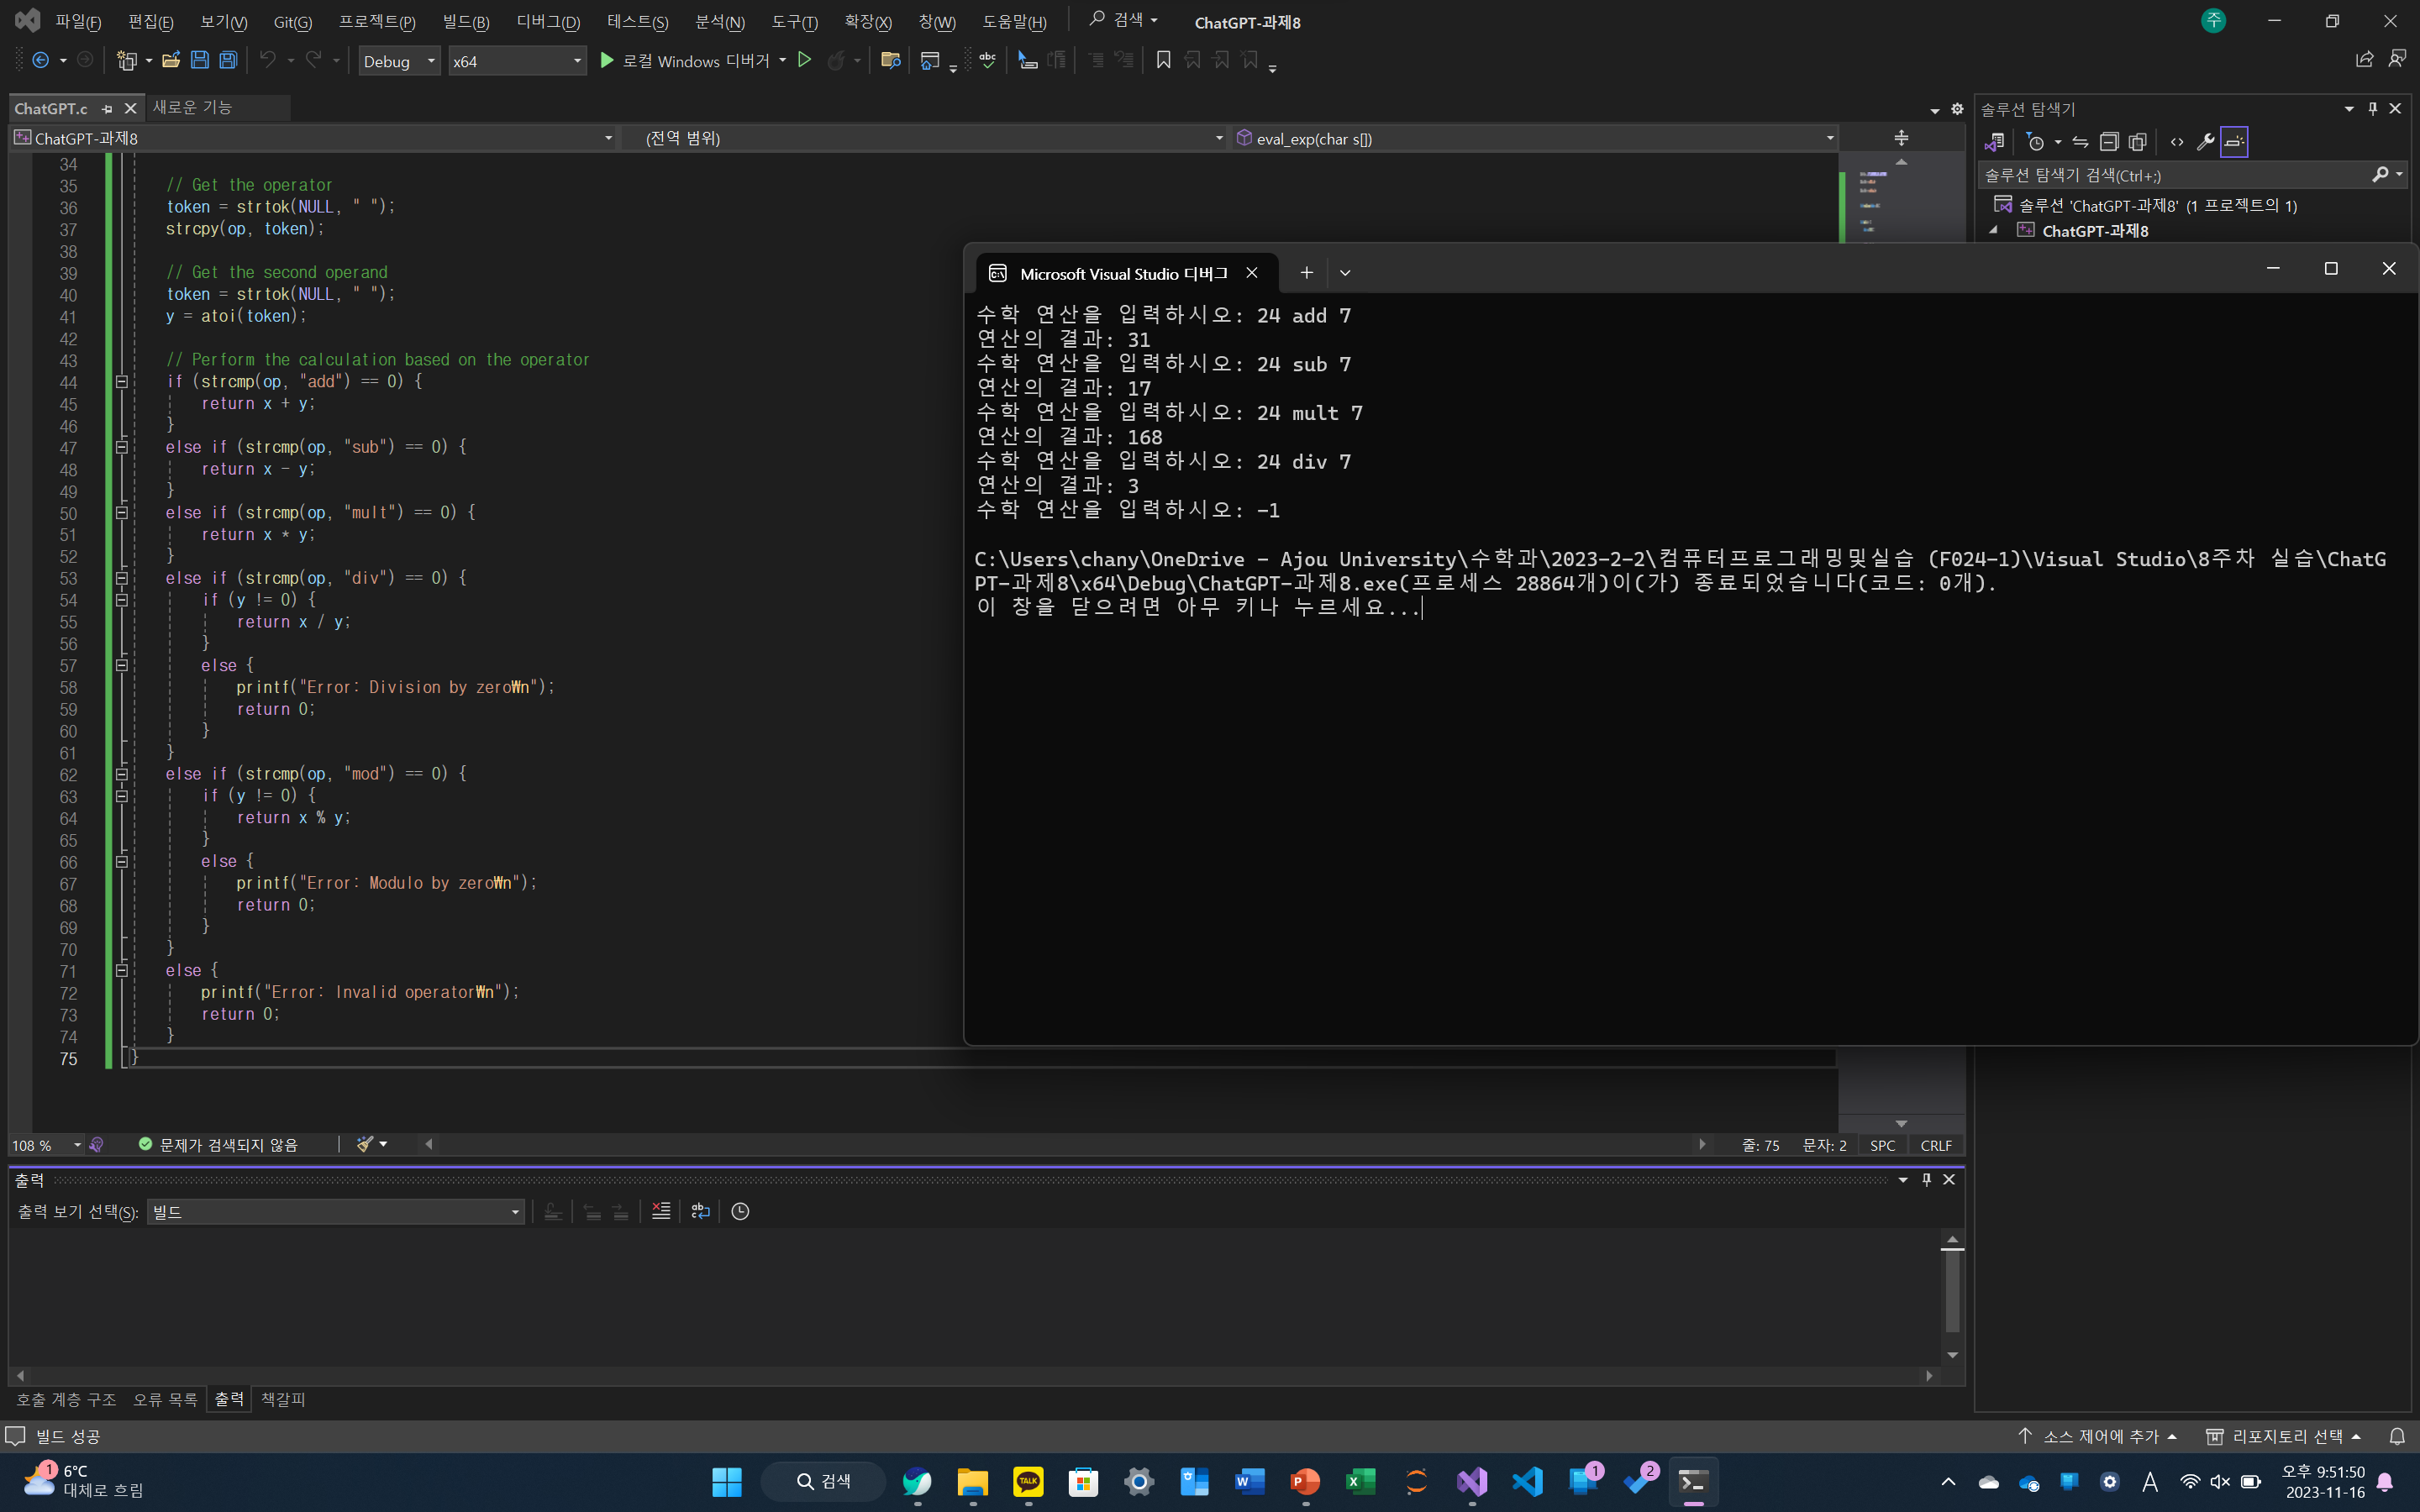 파일(F) 편집(E) 보기(V) Git(G) 프로젝트(P) 빌드(B) 디버그(D) 테스트(S) 분석(N) 도구(T) 확장(X) 창(W) 도움말(H) 검색 ChatGPT-과제8 주
Debug x64 로컬 Windows 디버거
ChatGPT.c 새로운 기능
ChatGPT-과제8 (전역 범위) eval_exp(char s[])
34
35 // Get the operator
36 token = strtok(NULL, " ");
37 strcpy(op, token);
38
39 // Get the second operand
40 token = strtok(NULL, " ");
41 y = atoi(token);
42
43 // Perform the calculation based on the operator
44 if (strcmp(op, "add") == 0) {
45 return x + y;
46 }
47 else if (strcmp(op, "sub") == 0) {
48 return x - y;
49 }
50 else if (strcmp(op, "mult") == 0) {
51 return x * y;
52 }
53 else if (strcmp(op, "div") == 0) {
54 if (y != 0) {
55 return x / y;
56 }
57 else {
58 printf("Error: Division by zero₩n");
59 return 0;
60 }
61 }
62 else if (strcmp(op, "mod") == 0) {
63 if (y != 0) {
64 return x % y;
65 }
66 else {
67 printf("Error: Modulo by zero₩n");
68 return 0;
69 }
70 }
71 else {
72 printf("Error: Invalid operator₩n");
73 return 0;
74 }
75 }
108 % 문제가 검색되지 않음 줄: 75 문자: 2 SPC CRLF
솔루션 탐색기
솔루션 탐색기 검색(Ctrl+;)
솔루션 'ChatGPT-과제8' (1 프로젝트의 1)
ChatGPT-과제8
Microsoft Visual Studio 디버그
수학 연산을 입력하시오: 24 add 7
연산의 결과: 31
수학 연산을 입력하시오: 24 sub 7
연산의 결과: 17
수학 연산을 입력하시오: 24 mult 7
연산의 결과: 168
수학 연산을 입력하시오: 24 div 7
연산의 결과: 3
수학 연산을 입력하시오: -1
C:\Users\chany\OneDrive - Ajou University\수학과\2023-2-2\컴퓨터프로그래밍및실습 (F024-1)\Visual Studio\8주차 실습\ChatG
PT-과제8\x64\Debug\ChatGPT-과제8.exe(프로세스 28864개)이(가) 종료되었습니다(코드: 0개).
이 창을 닫으려면 아무 키나 누르세요...
출력
출력 보기 선택(S): 빌드
호출 계층 구조 오류 목록 출력 책갈피
빌드 성공 소스 제어에 추가 리포지토리 선택
1 6°C
대체로 흐림
검색 TALK 1 2 A
오후 9:51:50
2023-11-16